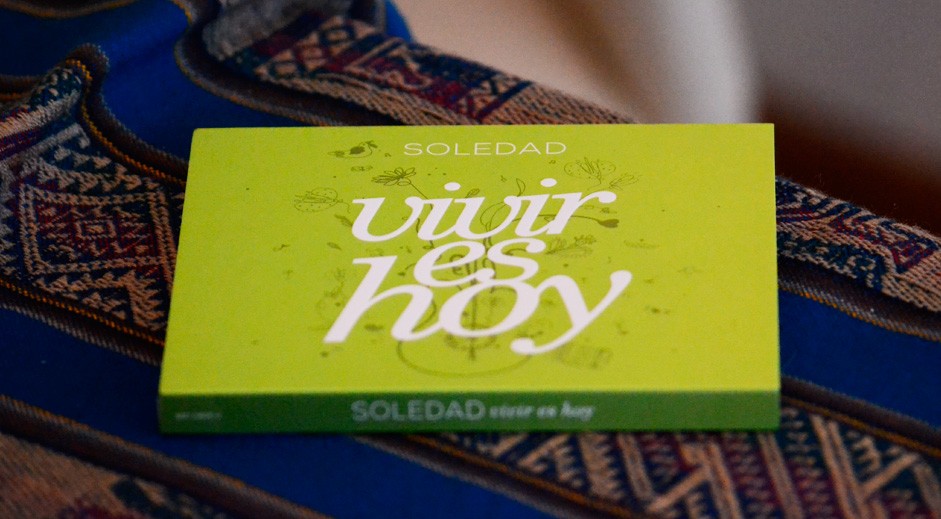 SOLEDAD
vivir
es
hoy
SOLEDAD vivir es hoy